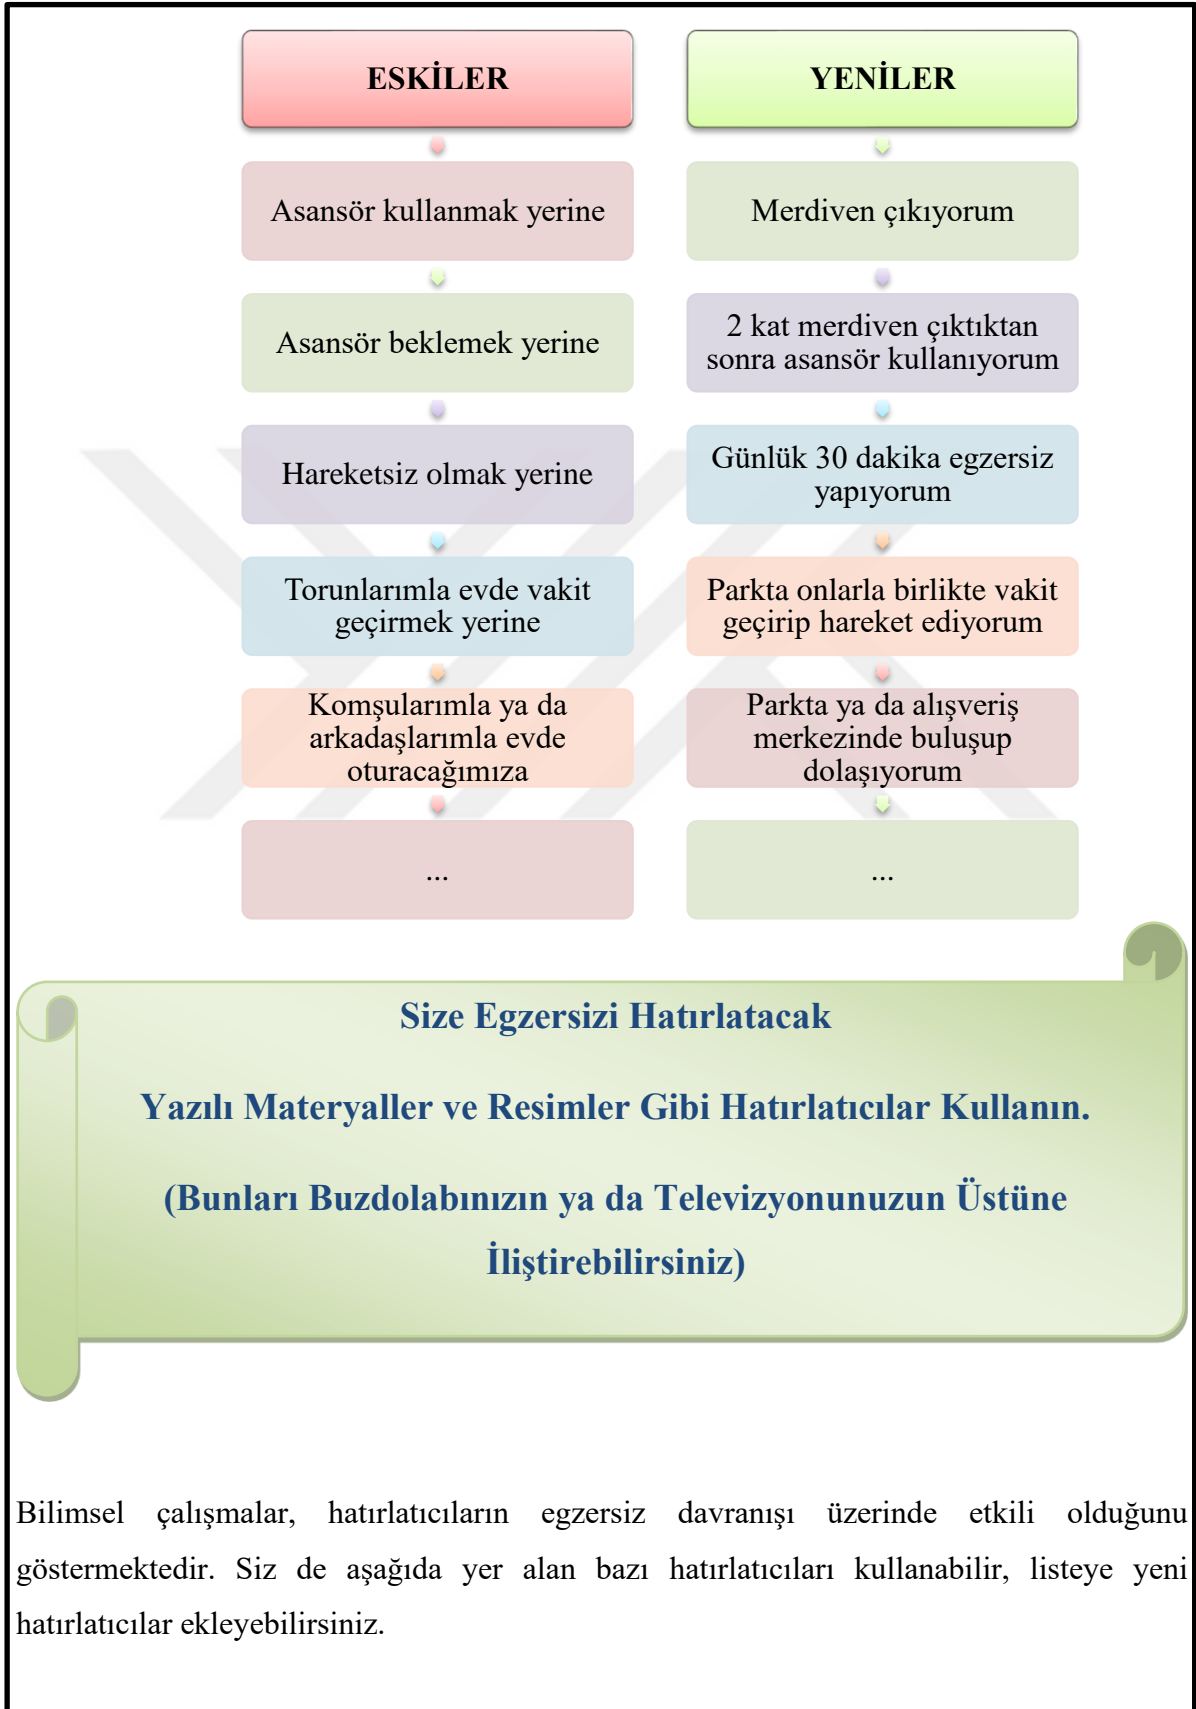 ESKİLER
Asansör kullanmak yerine
Asansör beklemek yerine
Hareketsiz olmak yerine
Torunlarımla evde vakit
geçirmek yerine
Komşularımla ya da
arkadaşlarımla evde
oturacağımıza
...
YENİLER
Merdiven çıkıyorum
2 kat merdiven çıktıktan
sonra asansör kullanıyorum
Günlük 30 dakika egzersiz
yapıyorum
Parkta onlarla birlikte vakit
geçirip hareket ediyorum
Parkta ya da alışveriş
merkezinde buluşup
dolaşıyorum
...
Size Egzersizi Hatırlatacak
Yazılı Materyaller ve Resimler Gibi Hatırlatıcılar Kullanın.
(Bunları Buzdolabınızın ya da Televizyonunuzun Üstüne
İliştirebilirsiniz)
Bilimsel çalışmalar, hatırlatıcıların egzersiz davranışı üzerinde etkili olduğunu
göstermektedir. Siz de aşağıda yer alan bazı hatırlatıcıları kullanabilir, listeye yeni
hatırlatıcılar ekleyebilirsiniz.